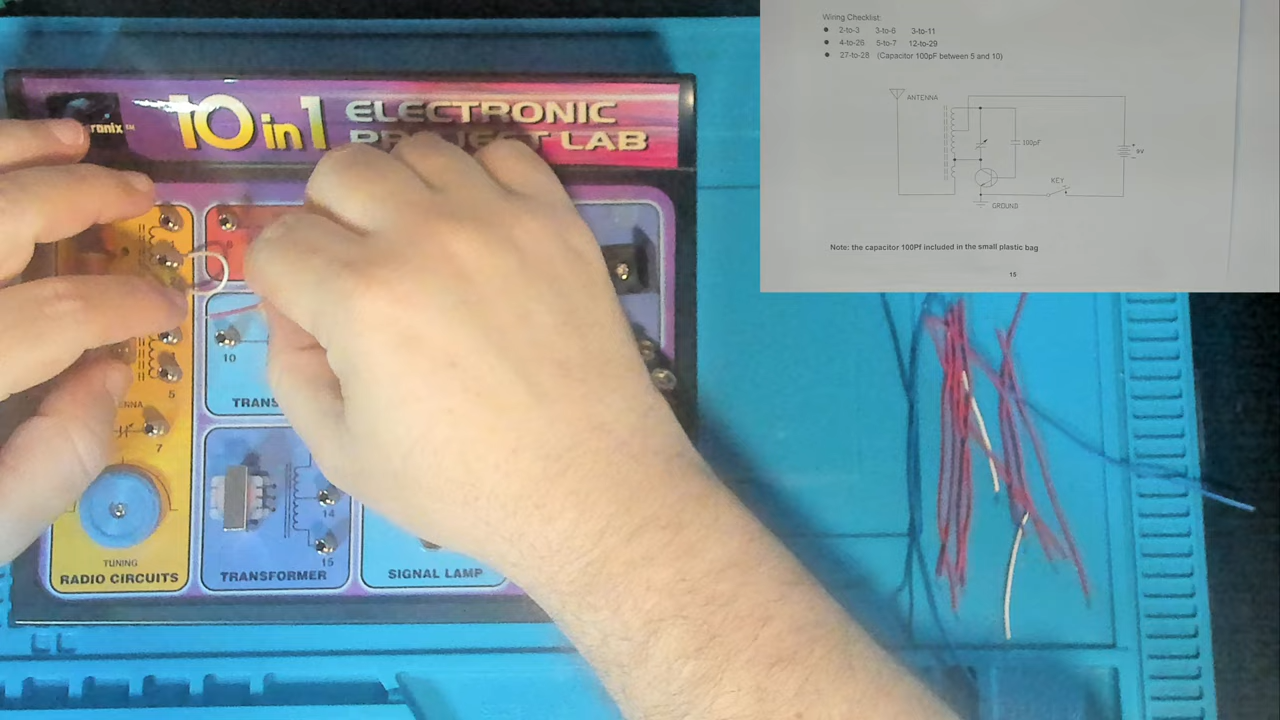 Wiring Checklist:
2-to-3 3-to-6 3-to-11
4-to-26 5-to-7 12-to-29
27-to-28 (Capacitor 100pF between 5 and 10)
ANTENNA
100pF
9V
KEY
GROUND
Note: the capacitor 100Pf included in the small plastic bag
15
ronix™
10 in 1 ELECTRONIC
PROJECT LAB
10
5
ENNA
7
TRANS
14
15
TUNING
RADIO CIRCUITS
TRANSFORMER
SIGNAL LAMP